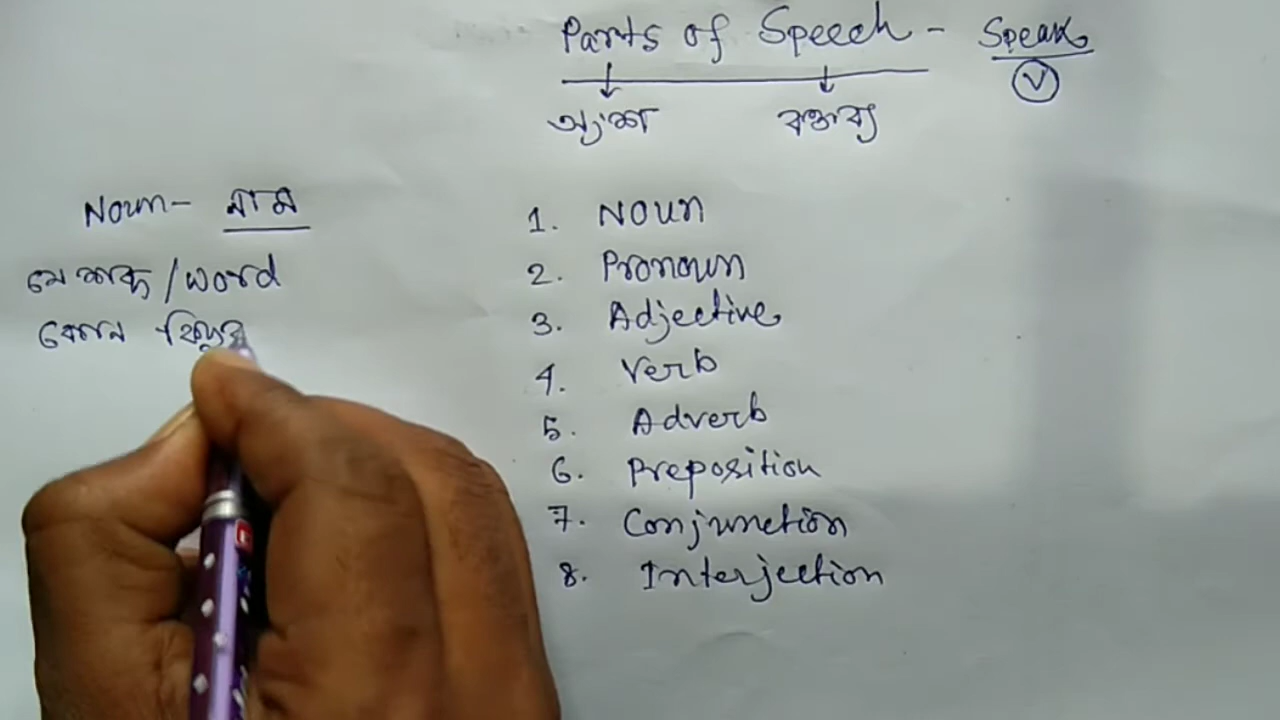 Parts of Speech - Speak
V
অ্যংশ বক্তব্য
Noun- নাম
যে শব্দ /word
কোন কিছুর
1. Noun
2. Pronoun
3. Adjective
4. Verb
5. Adverb
6. Preposition
7. Conjunction
8. Interjection